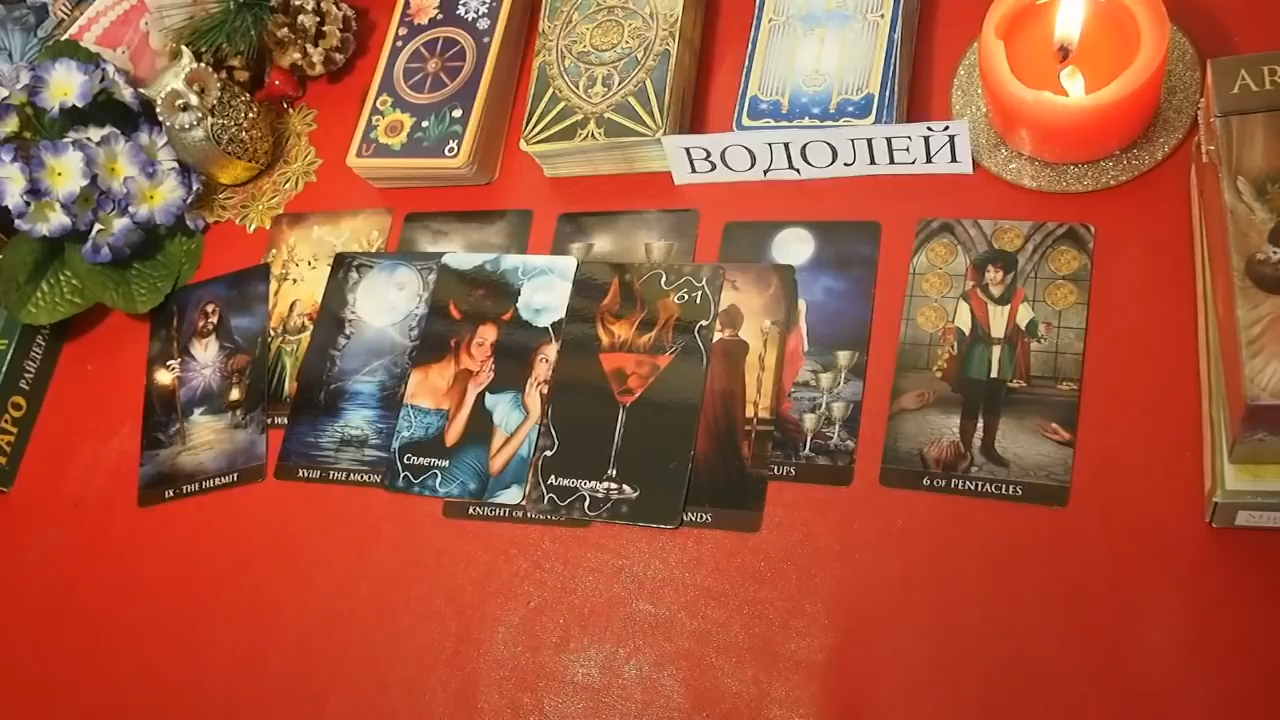 ВОДОЛЕЙ
AR
ТАРО РАЙДЕРА
IX - THE HERMIT
XVIII - THE MOON
Сплетни
61
Алкоголь
KNIGHT OF WANDS
ANDS
CUPS
6 OF PENTACLES